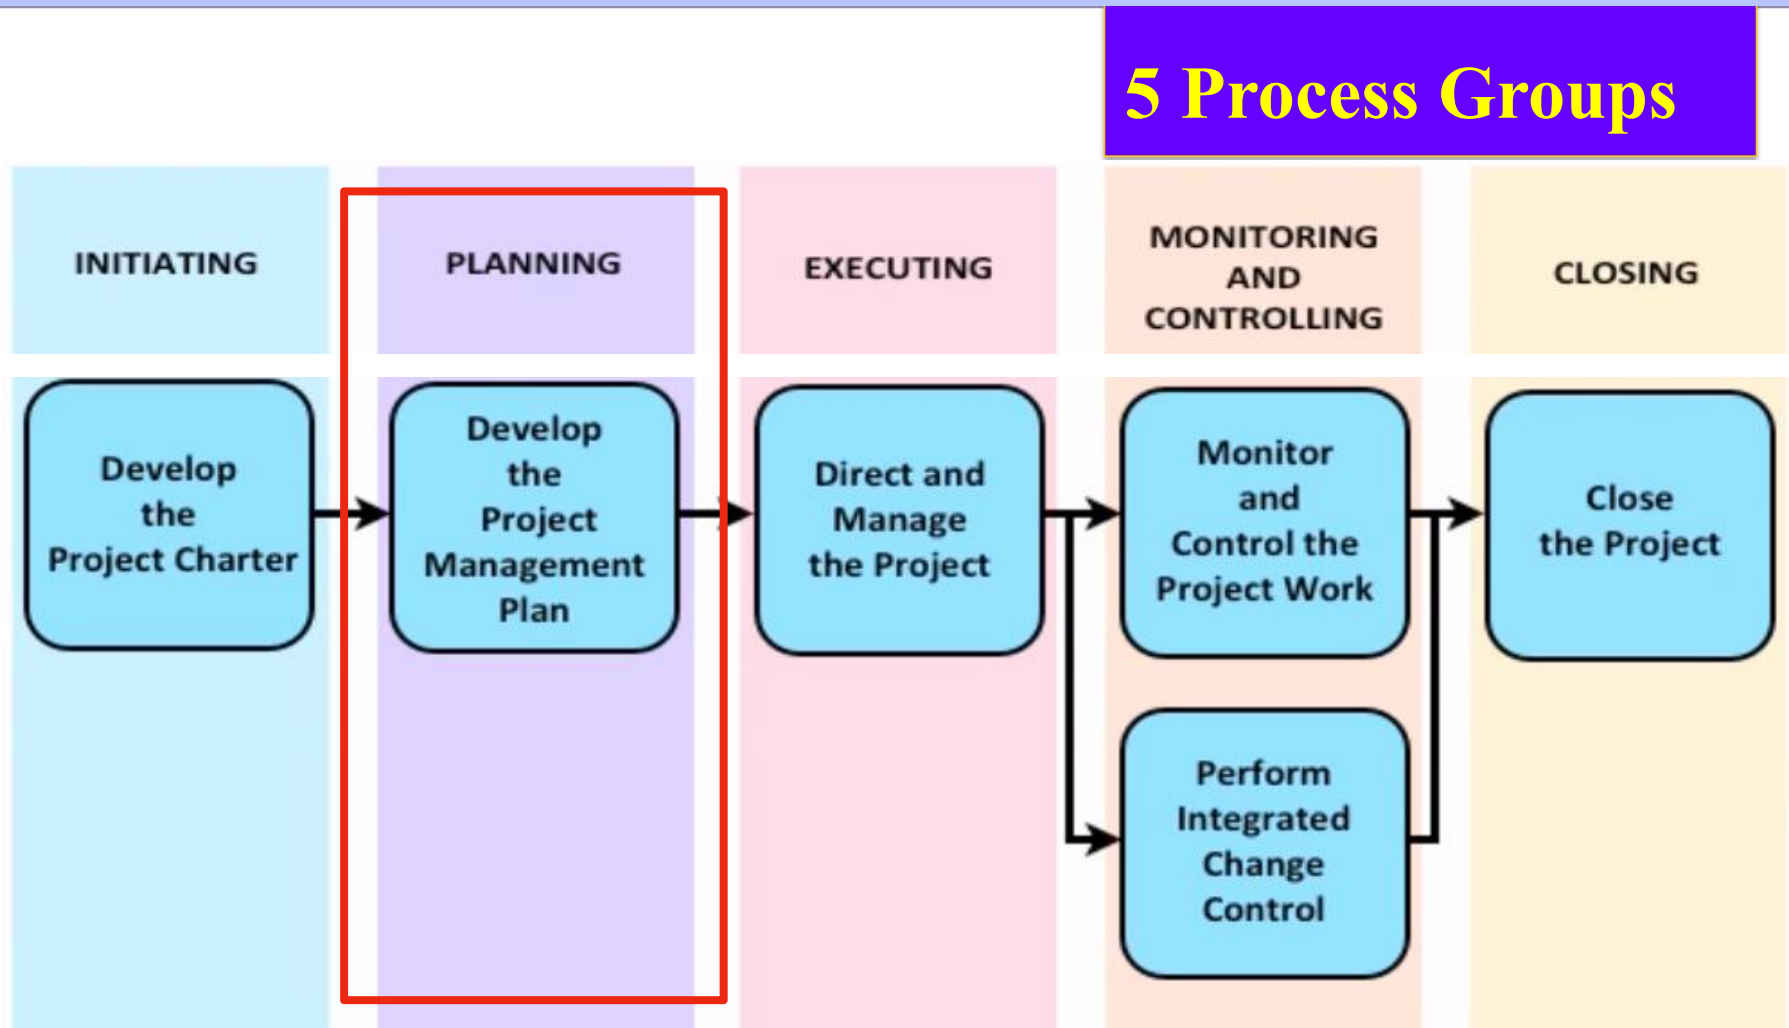 5 Process Groups
INITIATING
PLANNING
EXECUTING
MONITORING
AND
CONTROLLING
CLOSING
Develop
the
Project Charter
Develop
the
Project
Management
Plan
Direct and
Manage
the Project
Monitor
and
Control the
Project Work
Perform
Integrated
Change
Control
Close
the Project